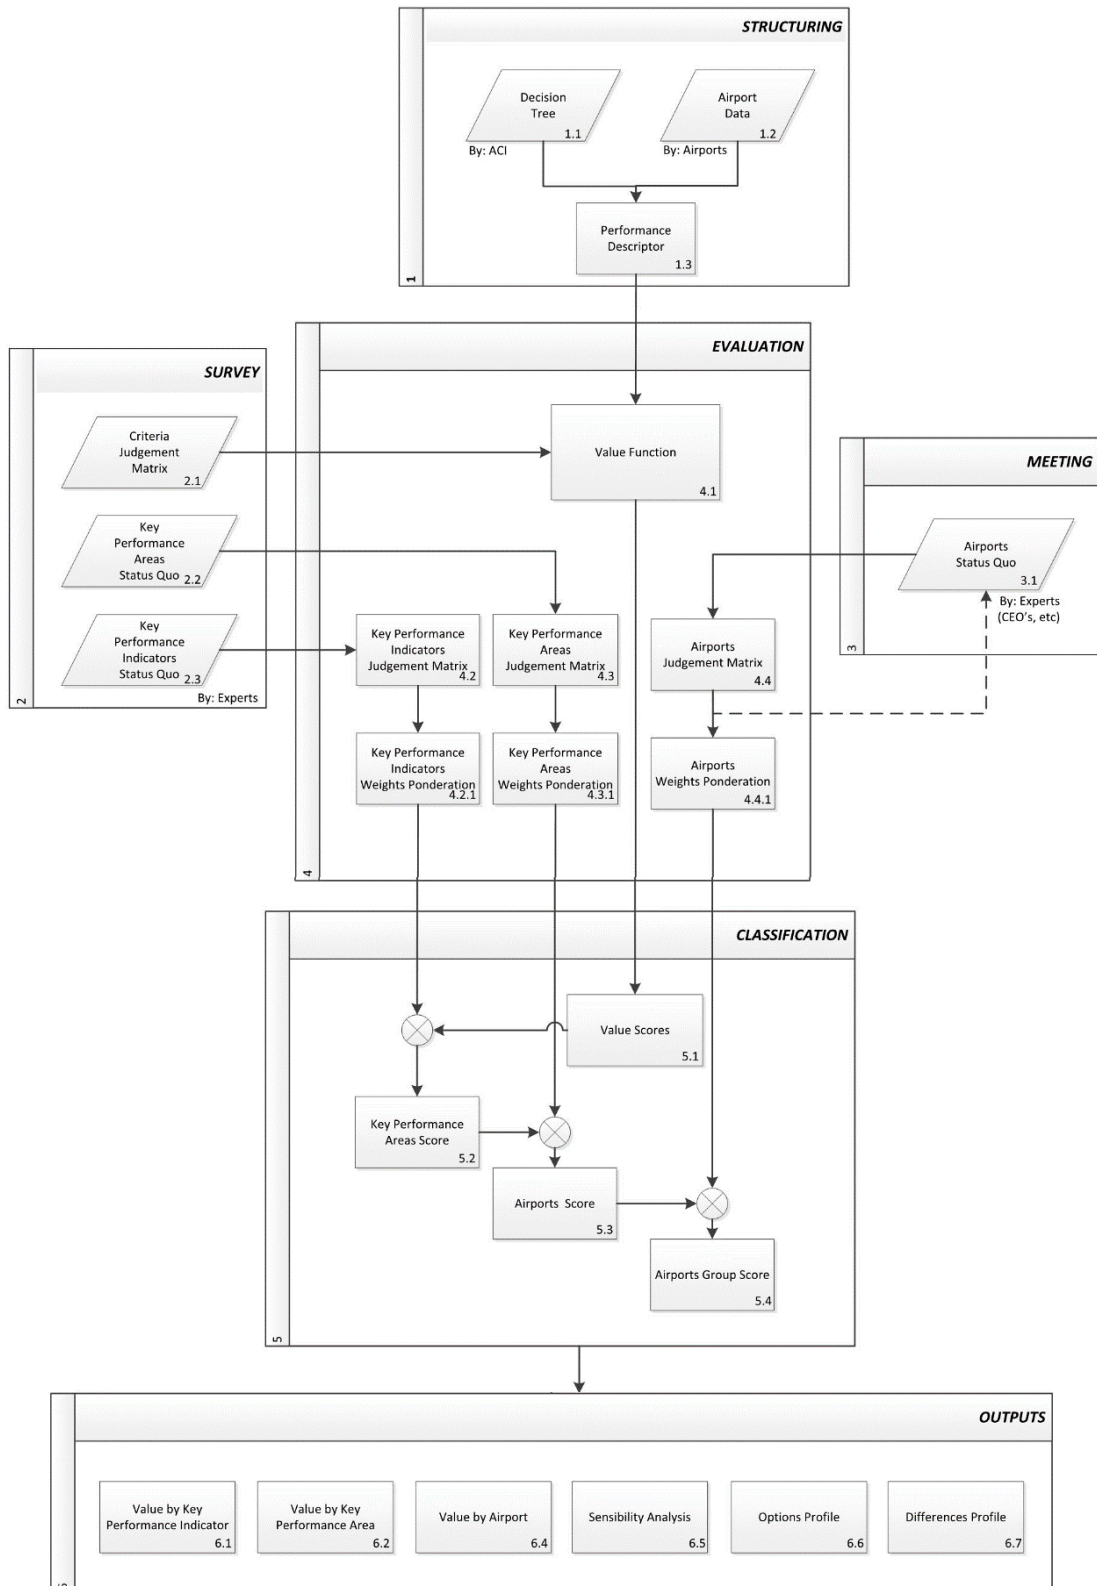 STRUCTURING
Decision
Tree
1.1
By: ACI
Airport
Data
1.2
By: Airports
Performance
Descriptor
1.3
1
EVALUATION
SURVEY
Criteria
Judgement
Matrix
2.1
Key
Performance
Areas
Status Quo
2.2
Key
Performance
Indicators
Status Quo
2.3
By: Experts
2
Value Function
4.1
MEETING
Airports
Status Quo
3.1
By: Experts
(CEO's, etc)
3
Key Performance
Indicators
Judgement Matrix
4.2
Key Performance
Areas
Judgement Matrix
4.3
Airports
Judgement Matrix
4.4
Key Performance
Indicators
Weights Ponderation
4.2.1
Key Performance
Areas
Weights Ponderation
4.3.1
Airports
Weights Ponderation
4.4.1
4
CLASSIFICATION
Value Scores
5.1
Key Performance
Areas Score
5.2
Airports Score
5.3
Airports Group Score
5.4
5
OUTPUTS
Value by Key
Performance Indicator
6.1
Value by Key
Performance Area
6.2
Value by Airport
6.4
Sensibility Analysis
6.5
Options Profile
6.6
Differences Profile
6.7